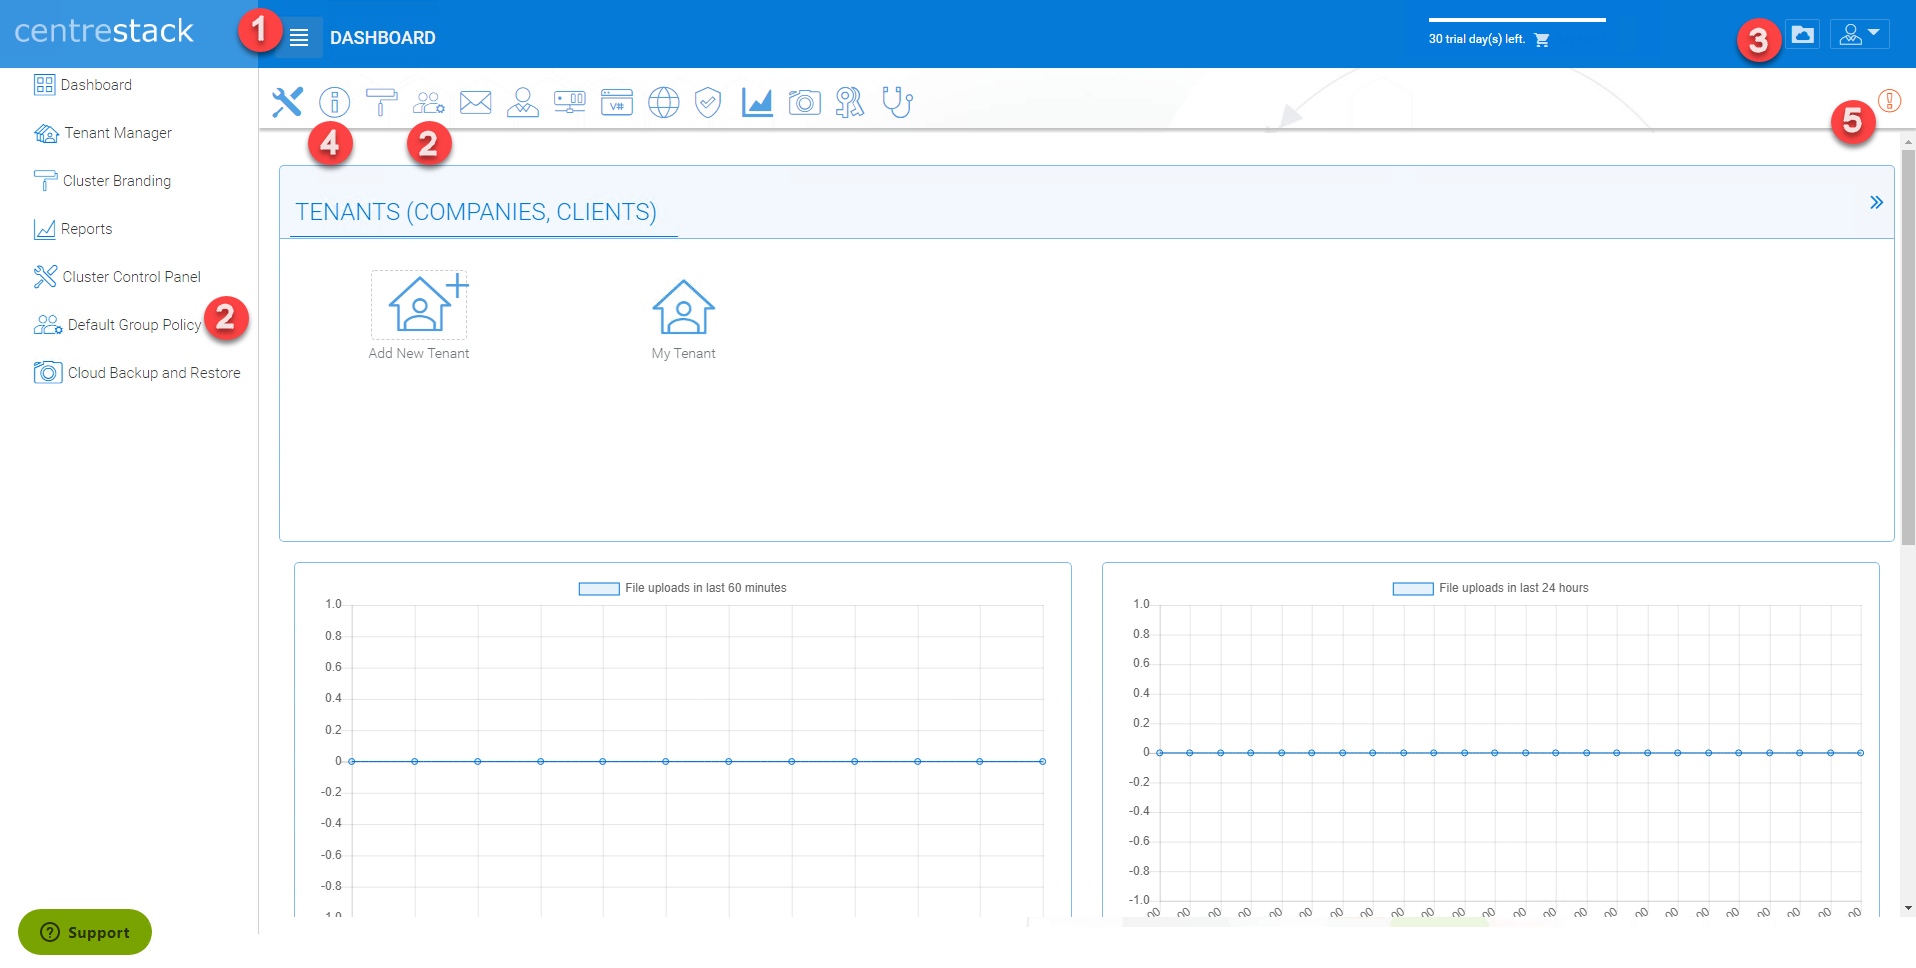 centrestack
1
DASHBOARD
30 trial day(s) left.
3
Dashboard
Tenant Manager
Cluster Branding
Reports
Cluster Control Panel
Default Group Policy
2
Cloud Backup and Restore
V#
4
2
5
TENANTS (COMPANIES, CLIENTS)
Add New Tenant
My Tenant
File uploads in last 60 minutes
1.0
0.8
0.6
0.4
0.2
0
-0.2
-0.4
-0.6
-0.8
File uploads in last 24 hours
1.0
0.8
0.6
0.4
0.2
0
-0.2
-0.4
-0.6
-0.8
-1.0
Support